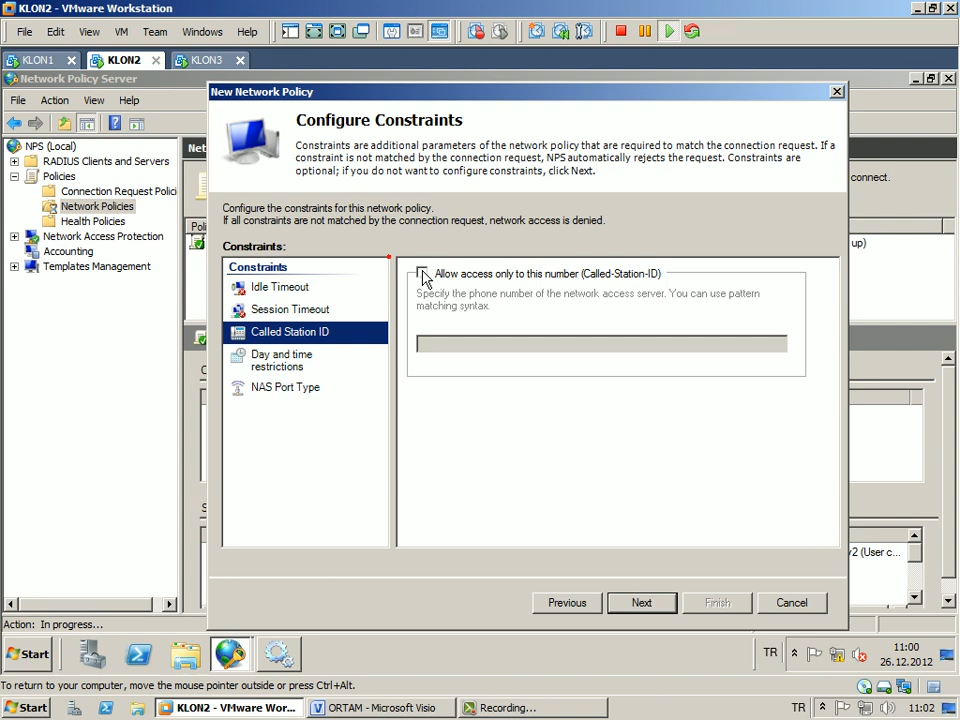 KLON2 - VMware Workstation
File Edit View VM Team Windows Help
KLON1 KLON2 KLON3
Network Policy Server
File Action View Help
NPS (Local)
RADIUS Clients and Servers
Policies
Connection Request Polici
Network Policies
Health Policies
Network Access Protection
Accounting
Templates Management
Net
connect.
Poli
up)
v2 (User c...
New Network Policy
Configure Constraints
Constraints are additional parameters of the network policy that are required to match the connection request. If a
constraint is not matched by the connection request, NPS automatically rejects the request. Constraints are
optional; if you do not want to configure constraints, click Next.
Configure the constraints for this network policy.
If all constraints are not matched by the connection request, network access is denied.
Constraints:
Constraints
Idle Timeout
Session Timeout
Called Station ID
Day and time
restrictions
NAS Port Type
Allow access only to this number (Called-Station-ID)
Specify the phone number of the network access server. You can use pattern
matching syntax.
Previous Next Finish Cancel
Action: In progress...
Start TR 11:00
26.12.2012
To return to your computer, move the mouse pointer outside or press Ctrl+Alt.
Start KLON2 - VMware Wor... ORTAM - Microsoft Visio Recording... TR 11:02